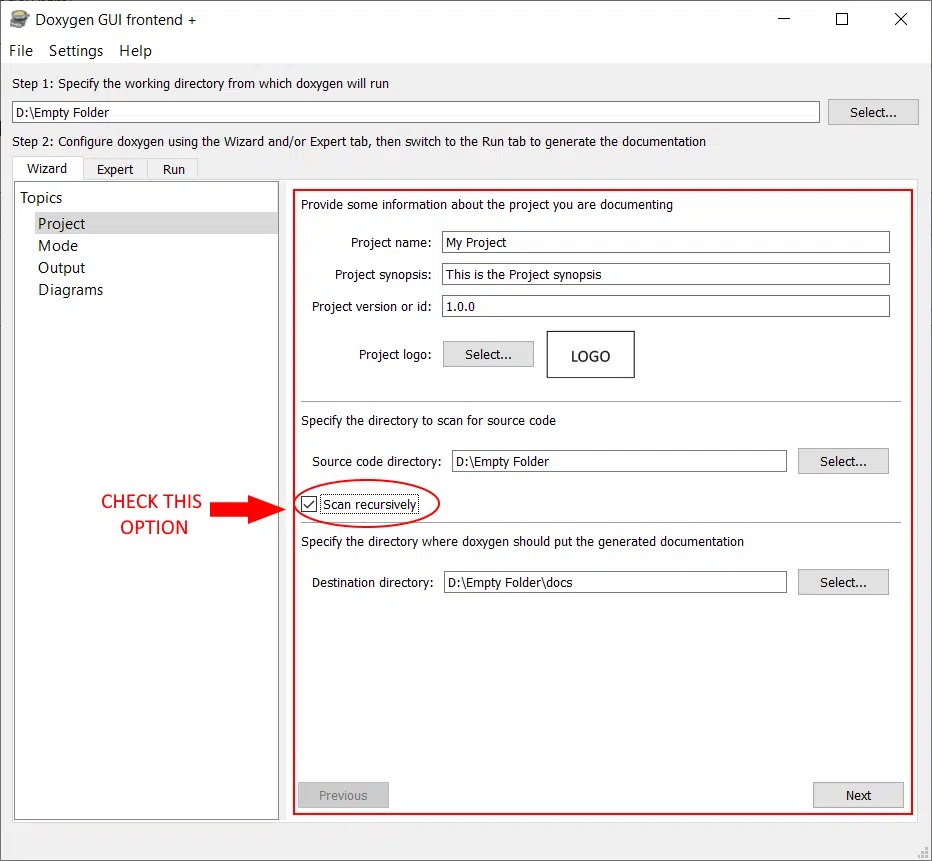 Doxygen GUI frontend +
File Settings Help
Step 1: Specify the working directory from which doxygen will run
D:\Empty Folder
Select...
Step 2: Configure doxygen using the Wizard and/or Expert tab, then switch to the Run tab to generate the documentation
Wizard Expert Run
Topics
Project
Mode
Output
Diagrams
Provide some information about the project you are documenting
Project name: My Project
Project synopsis: This is the Project synopsis
Project version or id: 1.0.0
Project logo: Select... LOGO
Specify the directory to scan for source code
Source code directory: D:\Empty Folder Select...
CHECK THIS
OPTION
Scan recursively
Specify the directory where doxygen should put the generated documentation
Destination directory: D:\Empty Folder\docs Select...
Previous Next